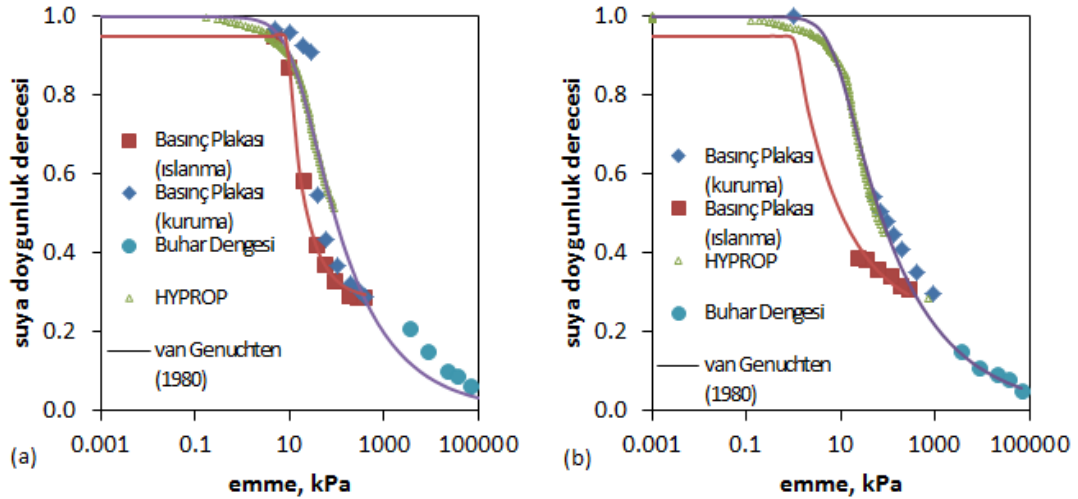 suya doygunluk derecesi
1.0
0.8
0.6
0.4
0.2
0.0
Basınç Plakası
(ıslanma)
Basınç Plakası
(kuruma)
Buhar Dengesi
HYPROP
van Genuchten
(1980)
0.001
0.1
10
1000
100000
(a)
emme, kPa
suya doygunluk derecesi
1.0
0.8
0.6
0.4
0.2
0.0
Basınç Plakası
(kuruma)
Basınç Plakası
(ıslanma)
HYPROP
Buhar Dengesi
van Genuchten
(1980)
0.001
0.1
10
1000
100000
(b)
emme, kPa